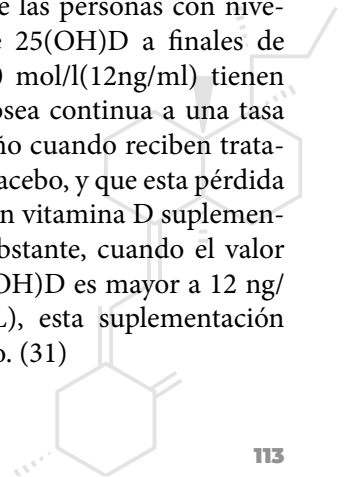 e las personas con nive-
25(OH)D a finales de
mol/l(12ng/ml) tienen
osea continua a una tasa
ño cuando reciben trata-
acebo, y que esta pérdida
n vitamina D suplemen-
bstante, cuando el valor
OH)D es mayor a 12 ng/
L), esta suplementación
o. (31)
113